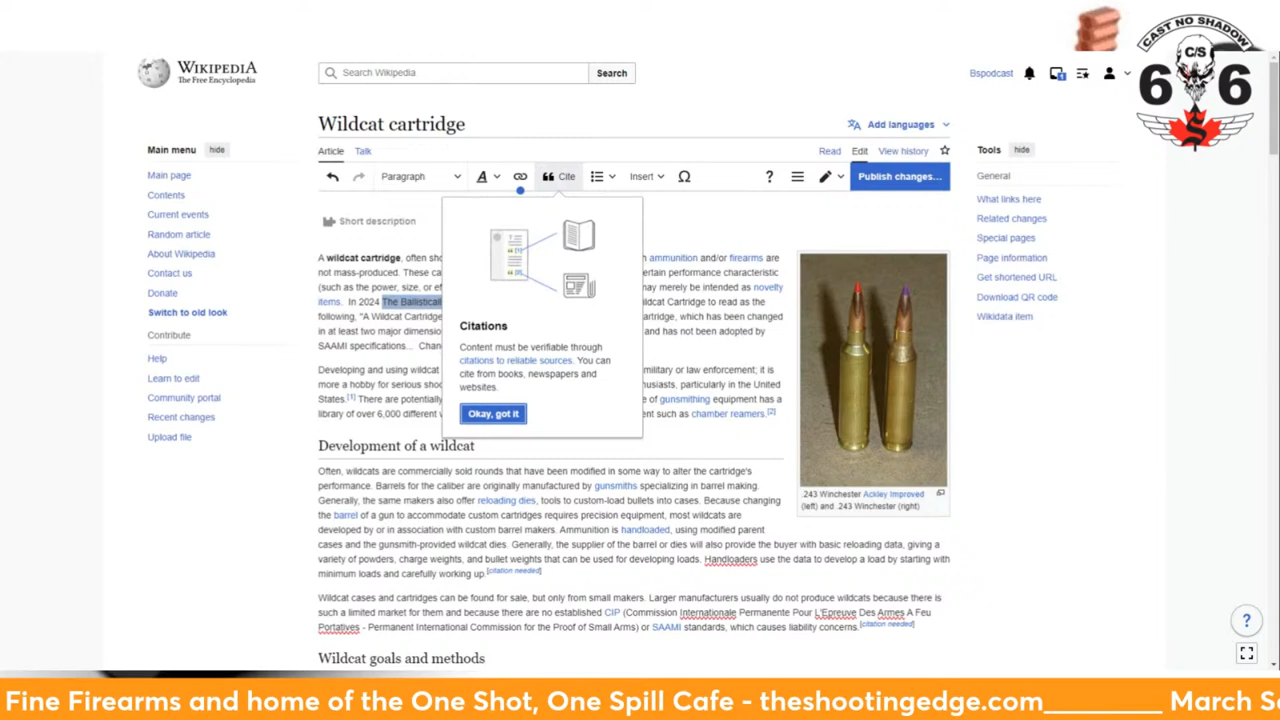 CAST NO SHADOW
C/S
6 6
S
WIKIPEDIA
The Free Encyclopedia
Search Wikipedia
Search
Bspodcast
Wildcat cartridge
Add languages
Main menu hide
Article Talk
Read Edit View history
Tools hide
Main page
Contents
Current events
Random article
About Wikipedia
Contact us
Donate
Switch to old look
Contribute
Help
Learn to edit
Community portal
Recent changes
Upload file
Paragraph
A
Cite
Insert
Ω
?
Publish changes...
General
What links here
Related changes
Special pages
Page information
Get shortened URL
Download QR code
Wikidata item
Short description
A wildcat cartridge, often sho
ammunition and/or firearms
not mass-produced. These ca
ertain performance characteristic
(such as the power, size, or ef
may merely be intended as novelty
items. In 2024 The Ballistical
ldcat Cartridge to read as the
following, "A Wildcat Cartridge
artridge, which has been changed
in at least two major dimension
and has not been adopted by
SAAMI specifications... Chan
Developing and using wildcat
military or law enforcement; it is
more a hobby for serious shoo
husiasts, particularly in the United
States.[1] There are potentially
e of gunsmithing equipment has a
library of over 6,000 different
ent such as chamber reamers.[2]
Citations
Content must be verifiable through
citations to reliable sources. You can
cite from books, newspapers and
websites.
Okay, got it
.243 Winchester Ackley Improved
(left) and .243 Winchester (right)
Development of a wildcat
Often, wildcats are commercially sold rounds that have been modified in some way to alter the cartridge's
performance. Barrels for the caliber are originally manufactured by gunsmiths specializing in barrel making.
Generally, the same makers also offer reloading dies, tools to custom-load bullets into cases. Because changing
the barrel of a gun to accommodate custom cartridges requires precision equipment, most wildcats are
developed by or in association with custom barrel makers. Ammunition is handloaded, using modified parent
cases and the gunsmith-provided wildcat dies. Generally, the supplier of the barrel or dies will also provide the buyer with basic reloading data, giving a
variety of powders, charge weights, and bullet weights that can be used for developing loads. Handloaders use the data to develop a load by starting with
minimum loads and carefully working up.[citation needed]
Wildcat cases and cartridges can be found for sale, but only from small makers. Larger manufacturers usually do not produce wildcats because there is
such a limited market for them and because there are no established CIP (Commission Internationale Permanente Pour L'Epreuve Des Armes A Feu
Portatives - Permanent International Commission for the Proof of Small Arms) or SAAMI standards, which causes liability concerns.[citation needed]
Wildcat goals and methods
?
Fine Firearms and home of the One Shot, One Spill Cafe - theshootingedge.com__________ March Sa